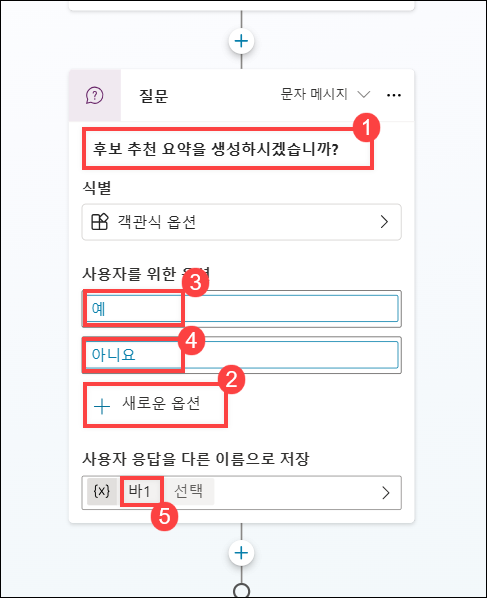 질문
문자 메시지
1
후보 추천 요약을 생성하시겠습니까?
식별
객관식 옵션
사용자를 위한
3
예
4
아니요
2
새로운 옵션
사용자 응답을 다른 이름으로 저장
{x} 바1 선택
5